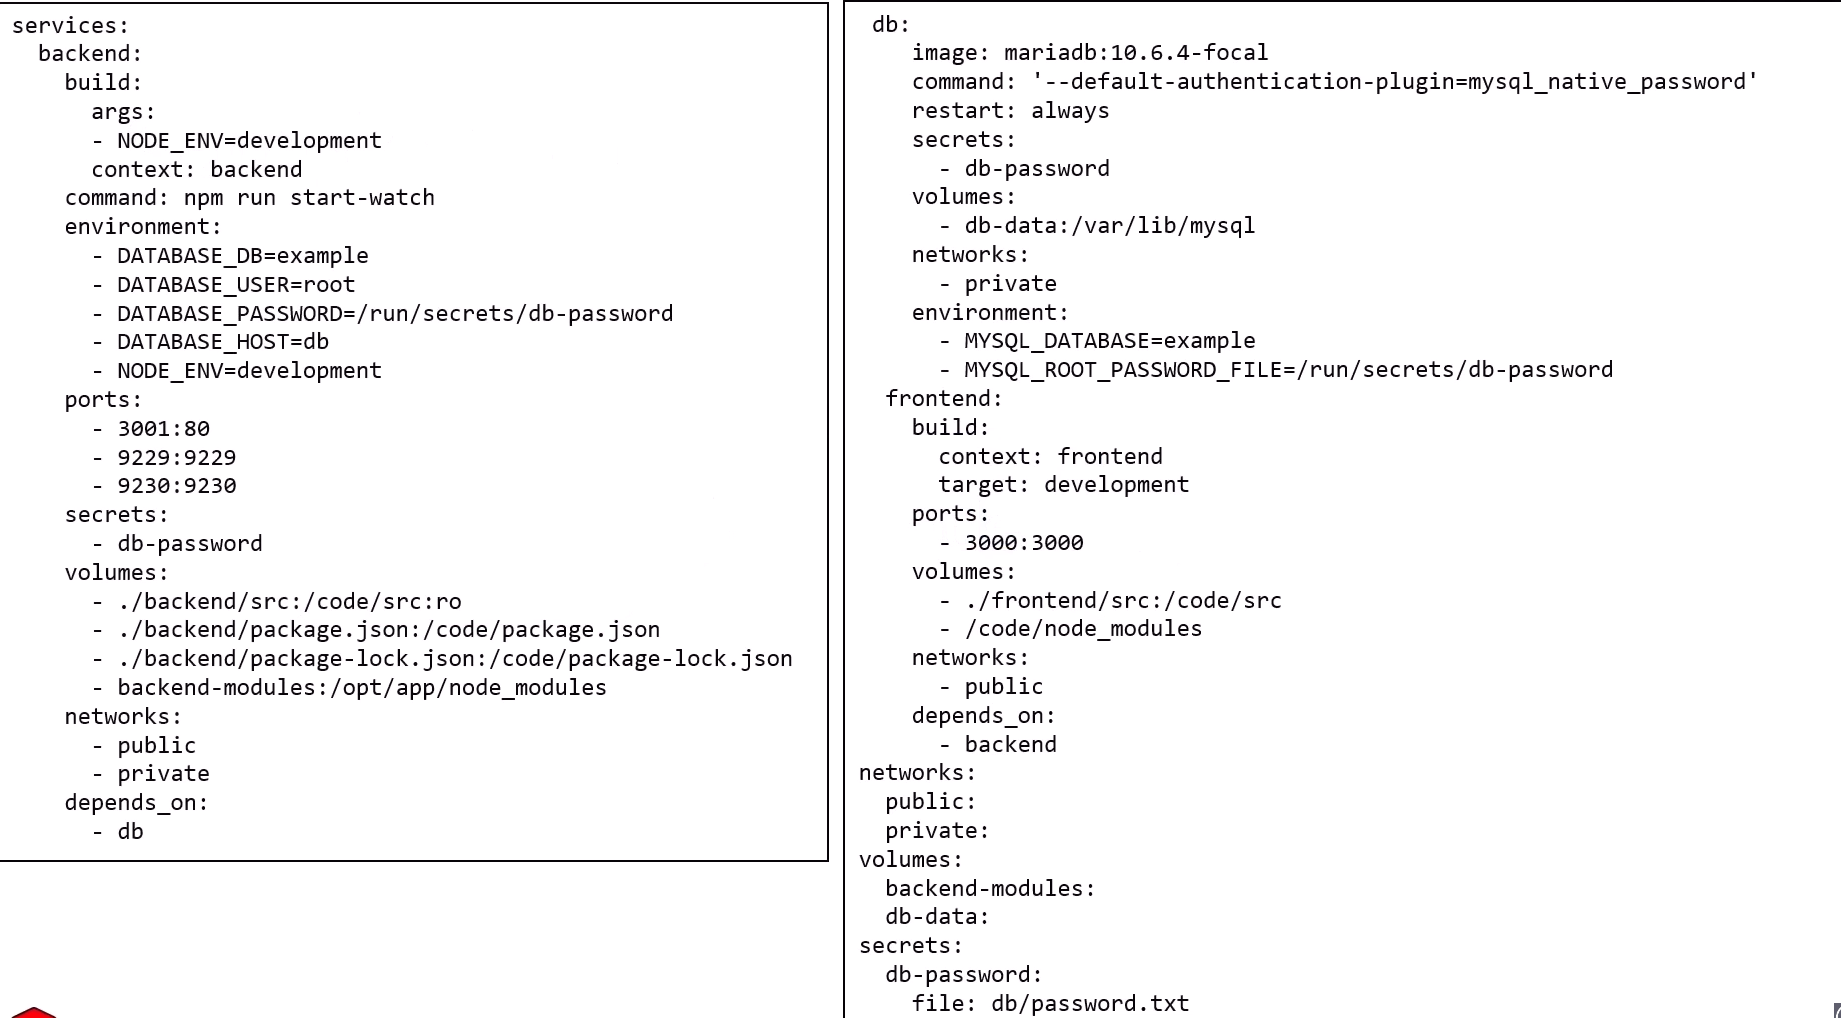 services:
  backend:
    build:
      args:
      - NODE_ENV=development
      context: backend
    command: npm run start-watch
    environment:
      - DATABASE_DB=example
      - DATABASE_USER=root
      - DATABASE_PASSWORD=/run/secrets/db-password
      - DATABASE_HOST=db
      - NODE_ENV=development
    ports:
      - 3001:80
      - 9229:9229
      - 9230:9230
    secrets:
      - db-password
    volumes:
      - ./backend/src:/code/src:ro
      - ./backend/package.json:/code/package.json
      - ./backend/package-lock.json:/code/package-lock.json
      - backend-modules:/opt/app/node_modules
    networks:
      - public
      - private
    depends_on:
      - db
 db:
    image: mariadb:10.6.4-focal
    command: '--default-authentication-plugin=mysql_native_password'
    restart: always
    secrets:
      - db-password
    volumes:
      - db-data:/var/lib/mysql
    networks:
      - private
    environment:
      - MYSQL_DATABASE=example
      - MYSQL_ROOT_PASSWORD_FILE=/run/secrets/db-password
  frontend:
    build:
      context: frontend
      target: development
    ports:
      - 3000:3000
    volumes:
      - ./frontend/src:/code/src
      - /code/node_modules
    networks:
      - public
    depends_on:
      - backend
networks:
  public:
  private:
volumes:
  backend-modules:
  db-data:
secrets:
  db-password:
    file: db/password.txt